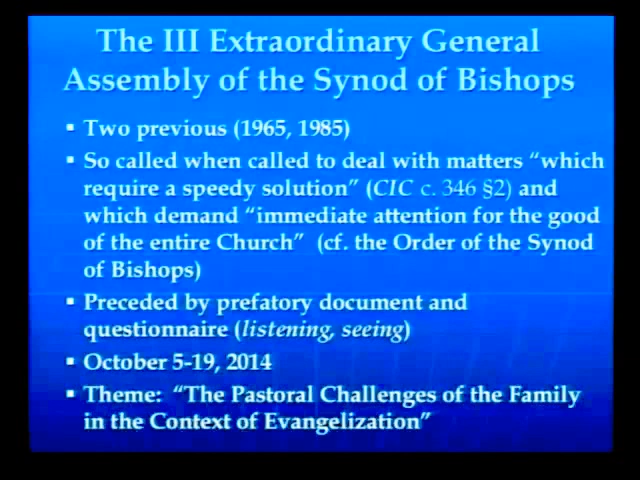 The III Extraordinary General
Assembly of the Synod of Bishops
▪ Two previous (1965, 1985)
▪ So called when called to deal with matters “which
require a speedy solution” (CIC c. 346 §2) and
which demand “immediate attention for the good
of the entire Church” (cf. the Order of the Synod
of Bishops)
▪ Preceded by prefatory document and
questionnaire (listening, seeing)
▪ October 5-19, 2014
▪ Theme: “The Pastoral Challenges of the Family
in the Context of Evangelization”